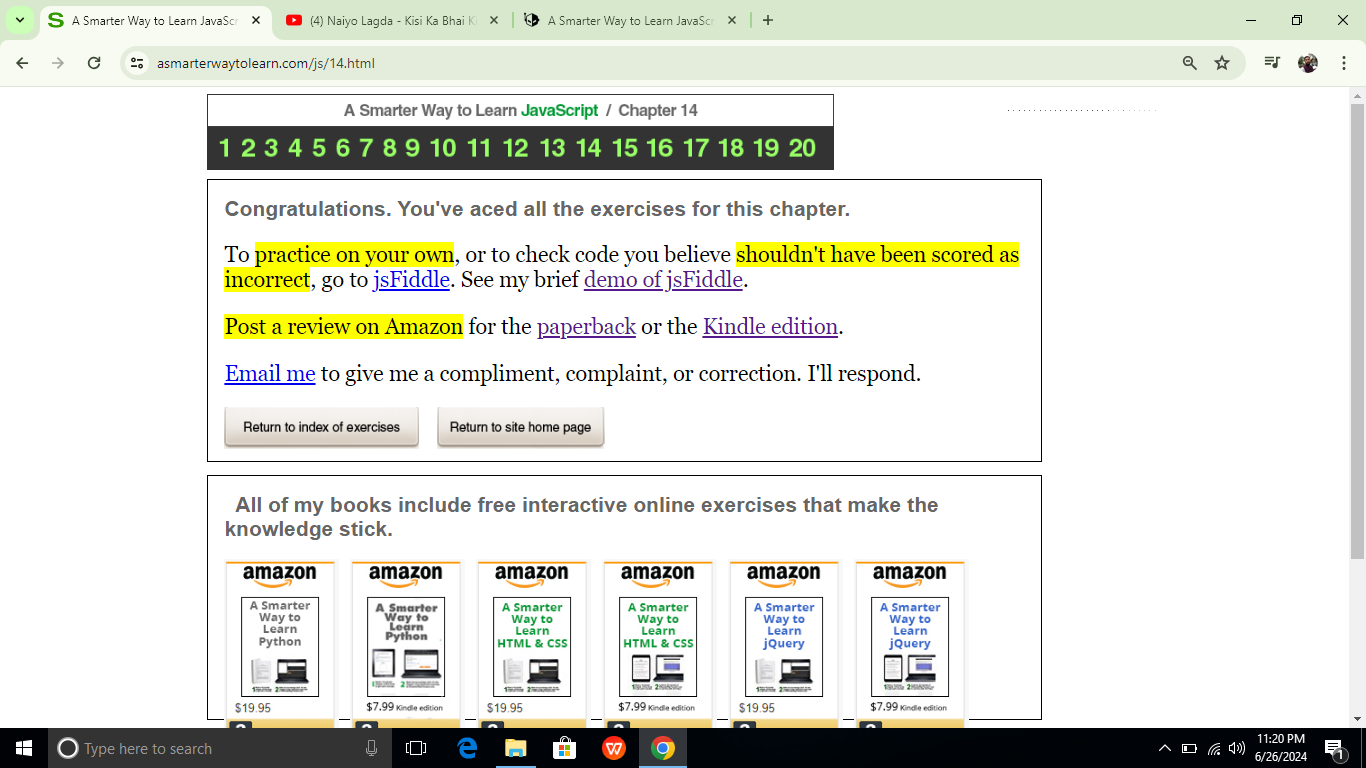 A Smarter Way to Learn JavaScr
(4) Naiyo Lagda - Kisi Ka Bhai Ki
A Smarter Way to Learn JavaScr
asmarterwaytolearn.com/js/14.html
A Smarter Way to Learn JavaScript / Chapter 14
1 2 3 4 5 6 7 8 9 10 11 12 13 14 15 16 17 18 19 20
Congratulations. You've aced all the exercises for this chapter.
To practice on your own, or to check code you believe shouldn't have been scored as
incorrect, go to jsFiddle. See my brief demo of jsFiddle.
Post a review on Amazon for the paperback or the Kindle edition.
Email me to give me a compliment, complaint, or correction. I'll respond.
Return to index of exercises Return to site home page
All of my books include free interactive online exercises that make the
knowledge stick.
amazon amazon amazon amazon amazon amazon
A Smarter Way to Learn Python
A Smarter Way to Learn Python
A Smarter Way to Learn HTML & CSS
A Smarter Way to Learn HTML & CSS
A Smarter Way to Learn jQuery
A Smarter Way to Learn jQuery
$19.95 $7.99 Kindle edition $19.95 $7.99 Kindle edition $19.95 $7.99 Kindle edition
Type here to search
11:20 PM
6/26/2024
1